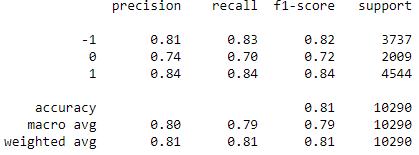 precision recall f1-score support
-1 0.81 0.83 0.82 3737
0 0.74 0.70 0.72 2009
1 0.84 0.84 0.84 4544
accuracy 0.81 10290
macro avg 0.80 0.79 0.79 10290
weighted avg 0.81 0.81 0.81 10290